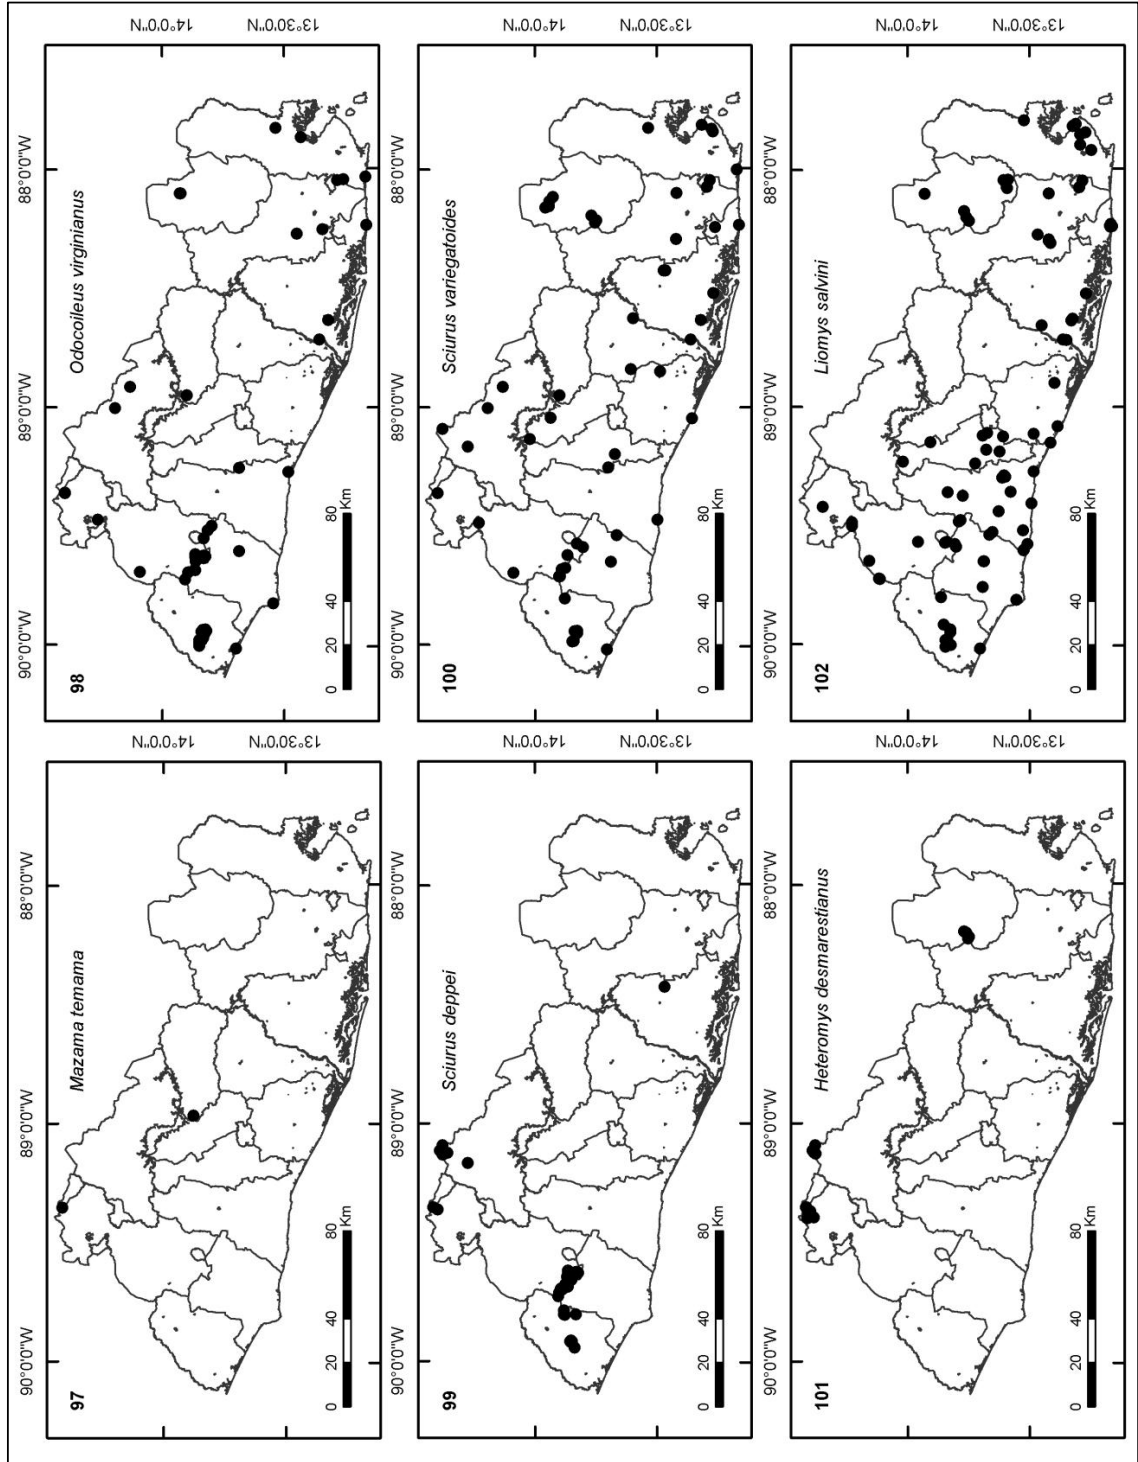 90°0'0"W 89°0'0"W 88°0'0"W
97
Mazama temama
14°0'0"N
13°30'0"N
0 20 40 80 Km
90°0'0"W 89°0'0"W 88°0'0"W
98
Odocoileus virginianus
14°0'0"N
13°30'0"N
0 20 40 80 Km
90°0'0"W 89°0'0"W 88°0'0"W
99
Sciurus deppei
14°0'0"N
13°30'0"N
0 20 40 80 Km
90°0'0"W 89°0'0"W 88°0'0"W
100
Sciurus variegatoides
14°0'0"N
13°30'0"N
0 20 40 80 Km
90°0'0"W 89°0'0"W 88°0'0"W
101
Heteromys desmarestianus
14°0'0"N
13°30'0"N
0 20 40 80 Km
90°0'0"W 89°0'0"W 88°0'0"W
102
Liomys salvini
14°0'0"N
13°30'0"N
0 20 40 80 Km